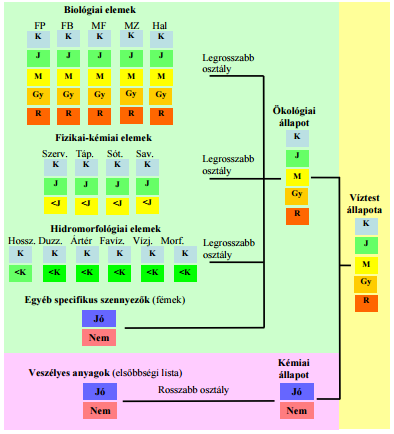 Biológiai elemek
FP FB MF MZ Hal
K K K K K
J J J J J
M M M M M
Gy Gy Gy Gy Gy
R R R R R
Legrosszabb
osztály
Ökológiai
állapot
K
J
M
Gy
R
Fizikai-kémiai elemek
Szerv. Táp. Sót. Sav.
K K K K
J J J J
<J <J <J <J
Legrosszabb
osztály
Víztest
állapota
K
J
M
Gy
R
Hidromorfológiai elemek
Hossz. Duzz. Ártér Faviz. Vízj. Morf.
K K K K K K
<K <K <K <K <K <K
Legrosszabb
osztály
Egyéb specifikus szennyezők (fémek)
Jó
Nem
Veszélyes anyagok (elsőbbségi lista)
Jó
Nem
Rosszabb osztály
Kémiai
állapot
Jó
Nem